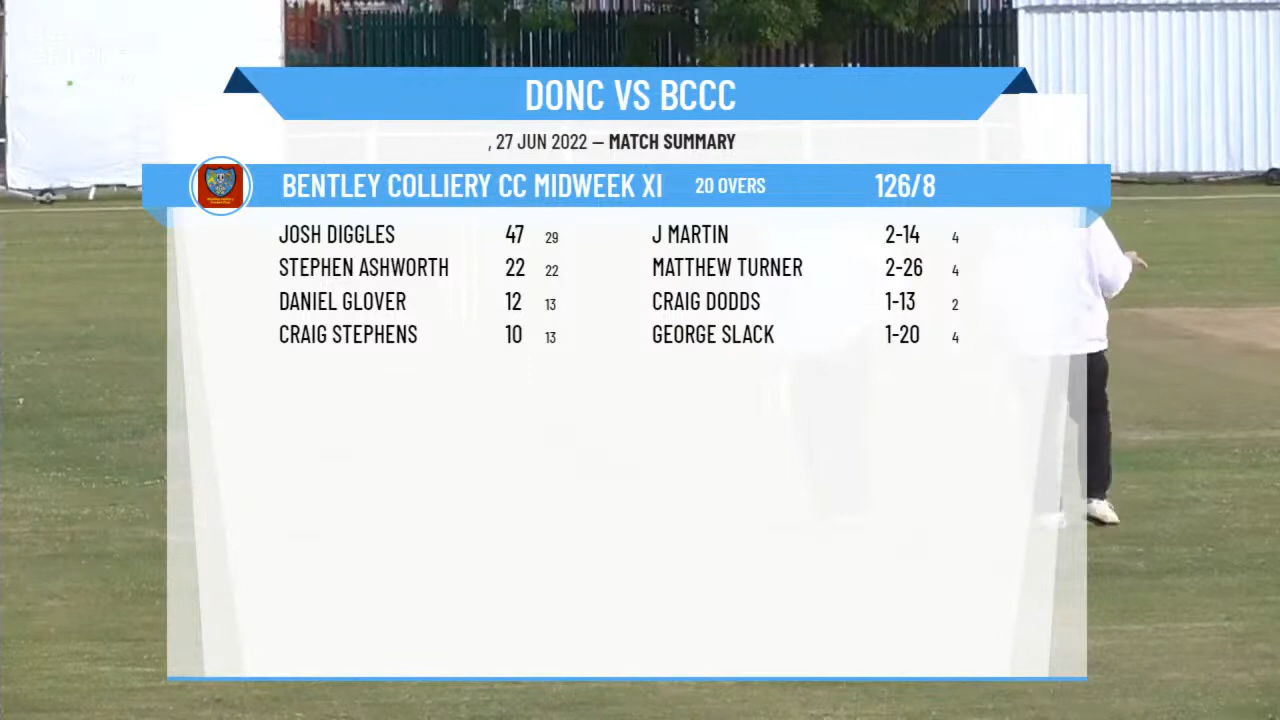 DONC VS BCCC
, 27 JUN 2022 – MATCH SUMMARY
BENTLEY COLLIERY CC MIDWEEK XI 20 OVERS 126/8
JOSH DIGGLES 47 29 J MARTIN 2-14 4
STEPHEN ASHWORTH 22 22 MATTHEW TURNER 2-26 4
DANIEL GLOVER 12 13 CRAIG DODDS 1-13 2
CRAIG STEPHENS 10 13 GEORGE SLACK 1-20 4